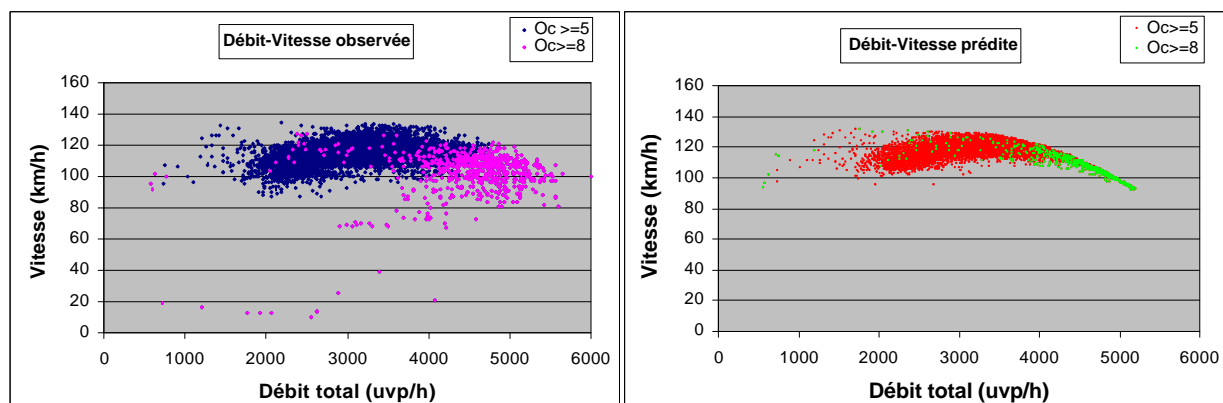 Débit-Vitesse observée
Oc >=5
Oc>=8
160
140
120
100
80
60
40
20
0
0 1000 2000 3000 4000 5000 6000
Vitesse (km/h)
Débit total (uvp/h)
Débit-Vitesse prédite
Oc>=5
Oc>=8
160
140
120
100
80
60
40
20
0
0 1000 2000 3000 4000 5000 6000
Vitesse (km/h)
Débit total (uvp/h)